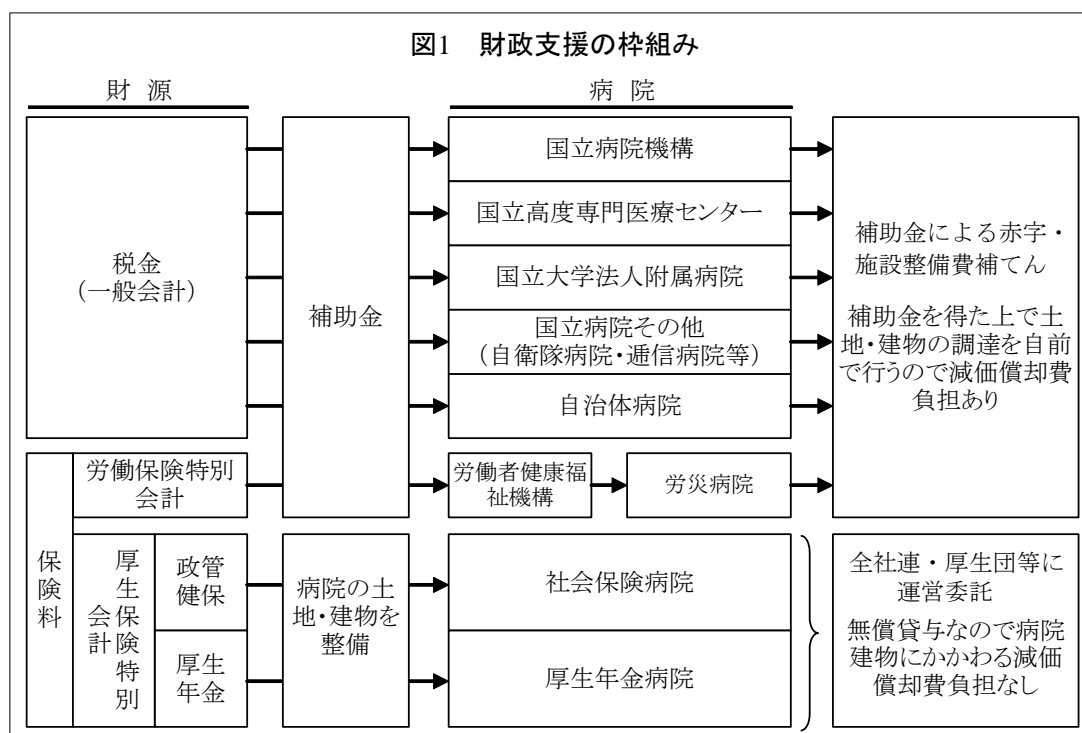 図1 財政支援の枠組み
財 源
病 院
税金
（一般会計）
補助金
国立病院機構
国立高度専門医療センター
国立大学法人附属病院
国立病院その他
（自衛隊病院・逓信病院等）
自治体病院
補助金による赤字・
施設整備費補てん
補助金を得た上で土
地・建物の調達を自前
で行うので減価償却費
負担あり
保険料
労働保険特別
会計
労働者健康福
祉機構
労災病院
厚生保険特別
会計
政管
健保
厚生
年金
病院の土
地・建物を
整備
社会保険病院
厚生年金病院
全社連・厚生団等に
運営委託
無償貸与なので病院
建物にかかわる減価
償却費負担なし